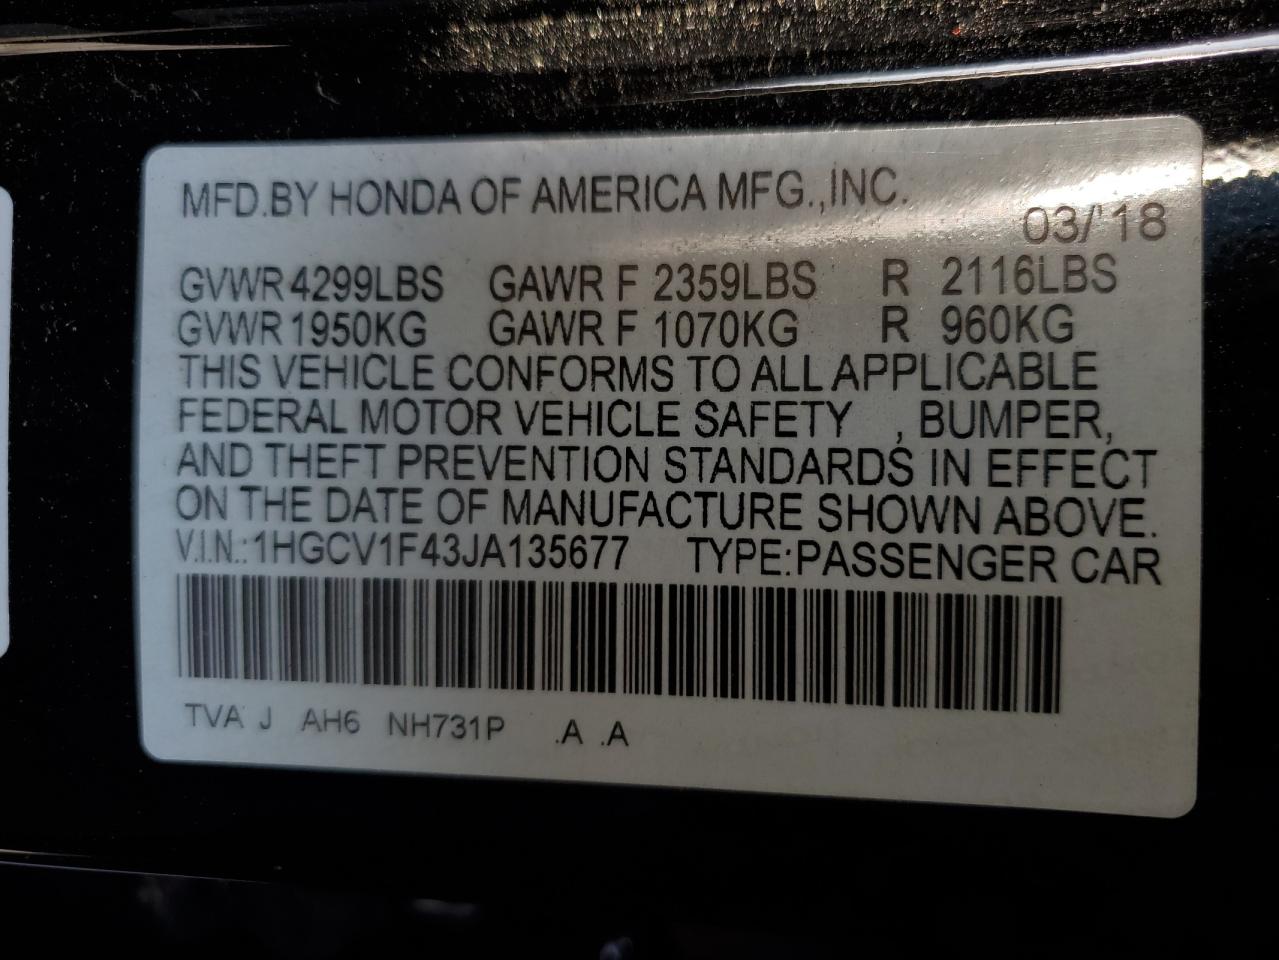 MFD.BY HONDA OF AMERICA MFG.,INC.
03/'18
GVWR 4299LBS GAWR F 2359LBS R 2116LBS
GVWR 1950KG GAWR F 1070KG R 960KG
THIS VEHICLE CONFORMS TO ALL APPLICABLE
FEDERAL MOTOR VEHICLE SAFETY , BUMPER,
AND THEFT PREVENTION STANDARDS IN EFFECT
ON THE DATE OF MANUFACTURE SHOWN ABOVE.
V.I.N.:1HGCV1F43JA135677 TYPE:PASSENGER CAR
TVA J AH6 NH731P .A .A